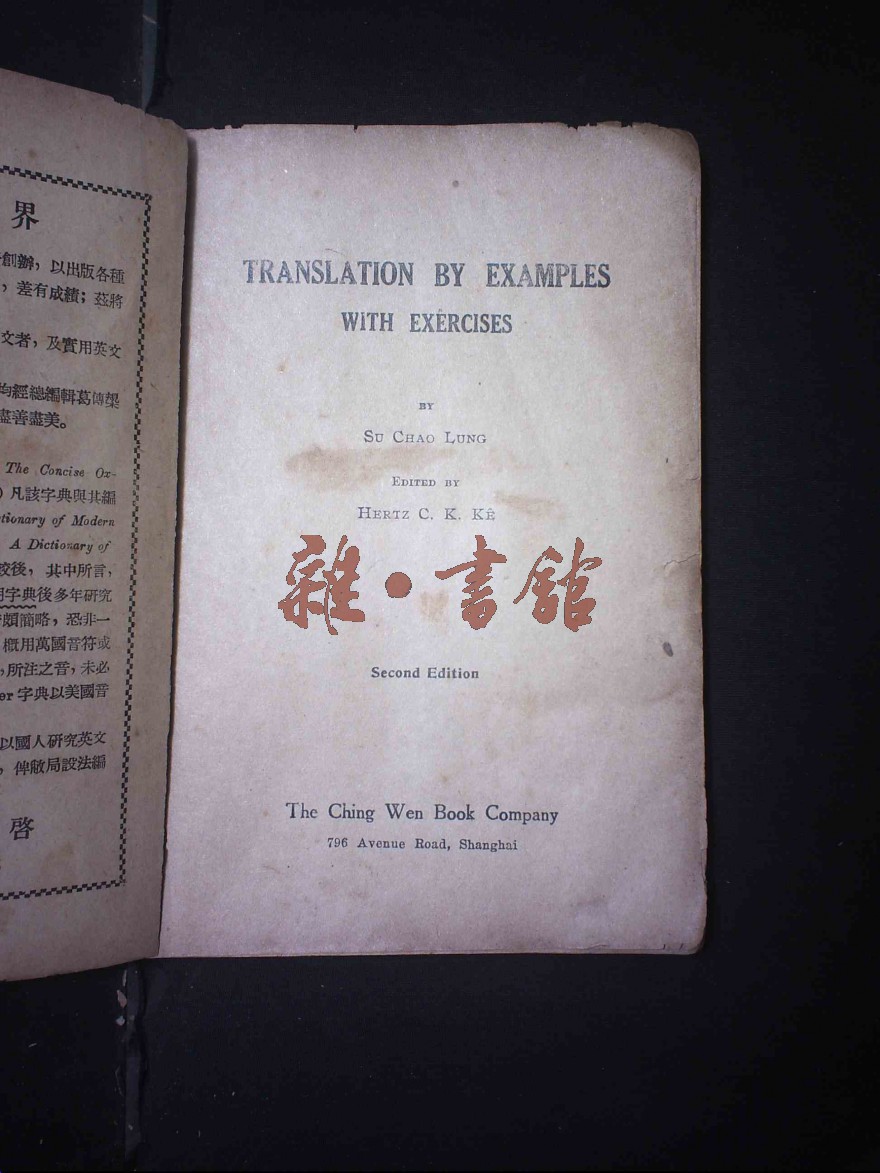 界
創辦，以出版各種
，差有成績；茲將
文者，及實用英文
均經總編輯葛傳槼
盡善盡美。
The Concise Ox-
）凡該字典與其編
tionary of Modern
A Dictionary of
校後，其中所言，
用字典後多年研究
頗簡略，恐非一
概用萬國音符或
，所注之音，未必
er 字典以美國音
以國人研究英文
，俾敝局設法編
啓
TRANSLATION BY EXAMPLES
WITH EXERCISES
BY
SU CHAO LUNG
EDITED BY
HERTZ C. K. KÊ
雜·書館
Second Edition
The Ching Wen Book Company
796 Avenue Road, Shanghai